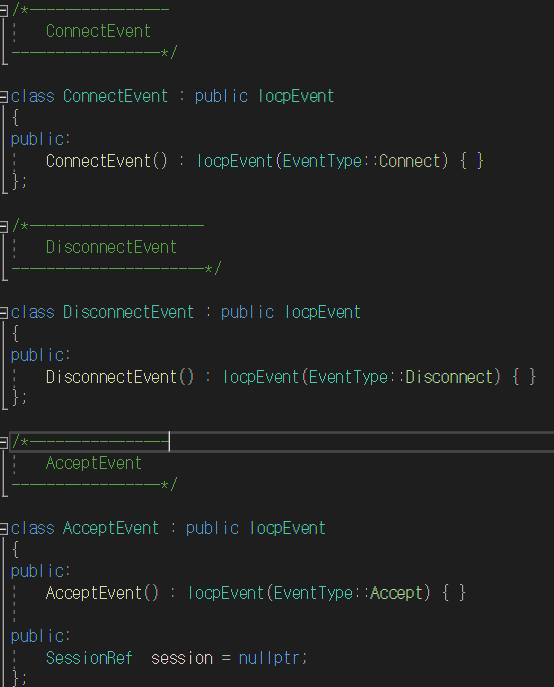 /*----------------
ConnectEvent
-----------------*/
class ConnectEvent : public IocpEvent
{
public:
ConnectEvent() : IocpEvent(EventType::Connect) { }
};
/*--------------------
DisconnectEvent
----------------------*/
class DisconnectEvent : public IocpEvent
{
public:
DisconnectEvent() : IocpEvent(EventType::Disconnect) { }
};
/*----------------
AcceptEvent
-----------------*/
class AcceptEvent : public IocpEvent
{
public:
AcceptEvent() : IocpEvent(EventType::Accept) { }
public:
SessionRef session = nullptr;
};